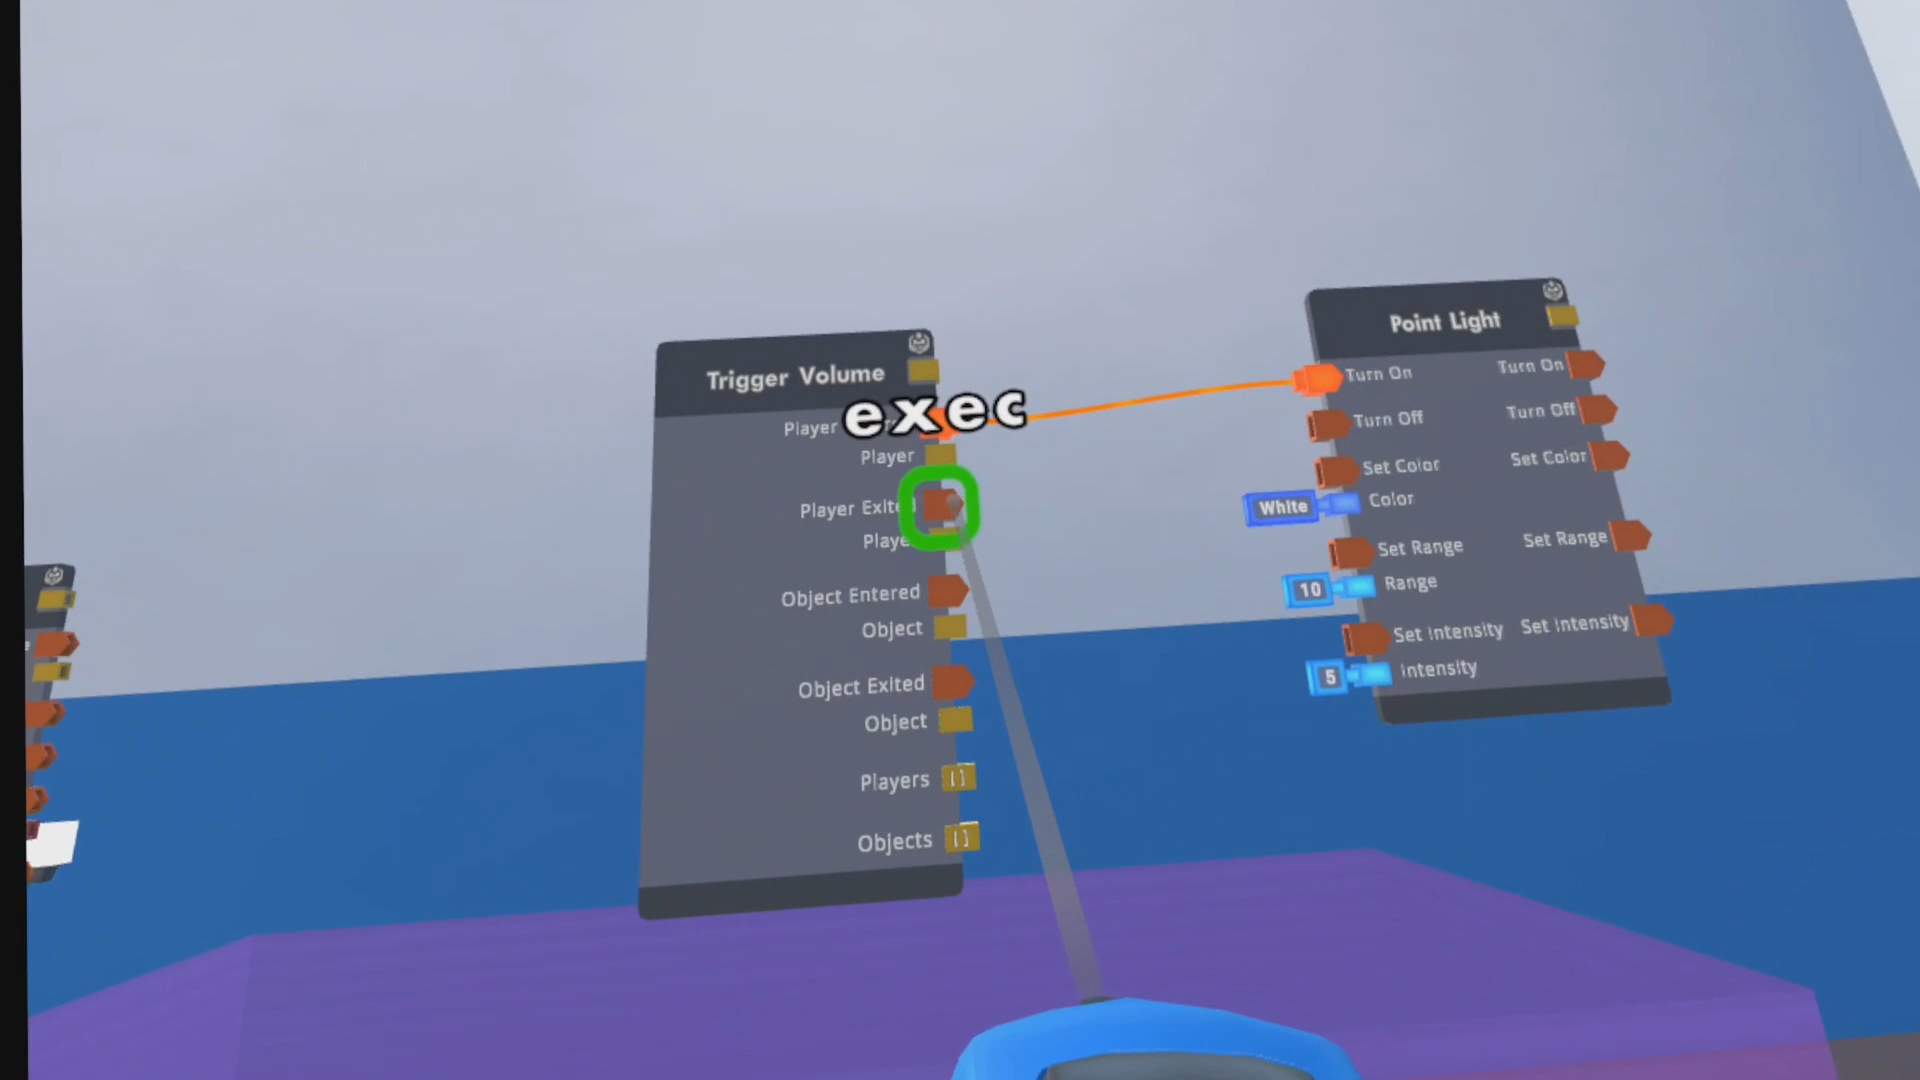 Trigger Volume
exec
Player
Player
Player Exited
Object Entered
Object
Object Exited
Object
Players
[ ]
Objects
[ ]
Point Light
Turn On
Turn On
Turn Off
Turn Off
Set Color
Set Color
White
Color
Set Range
Set Range
10
Range
Set Intensity
Set Intensity
5
Intensity